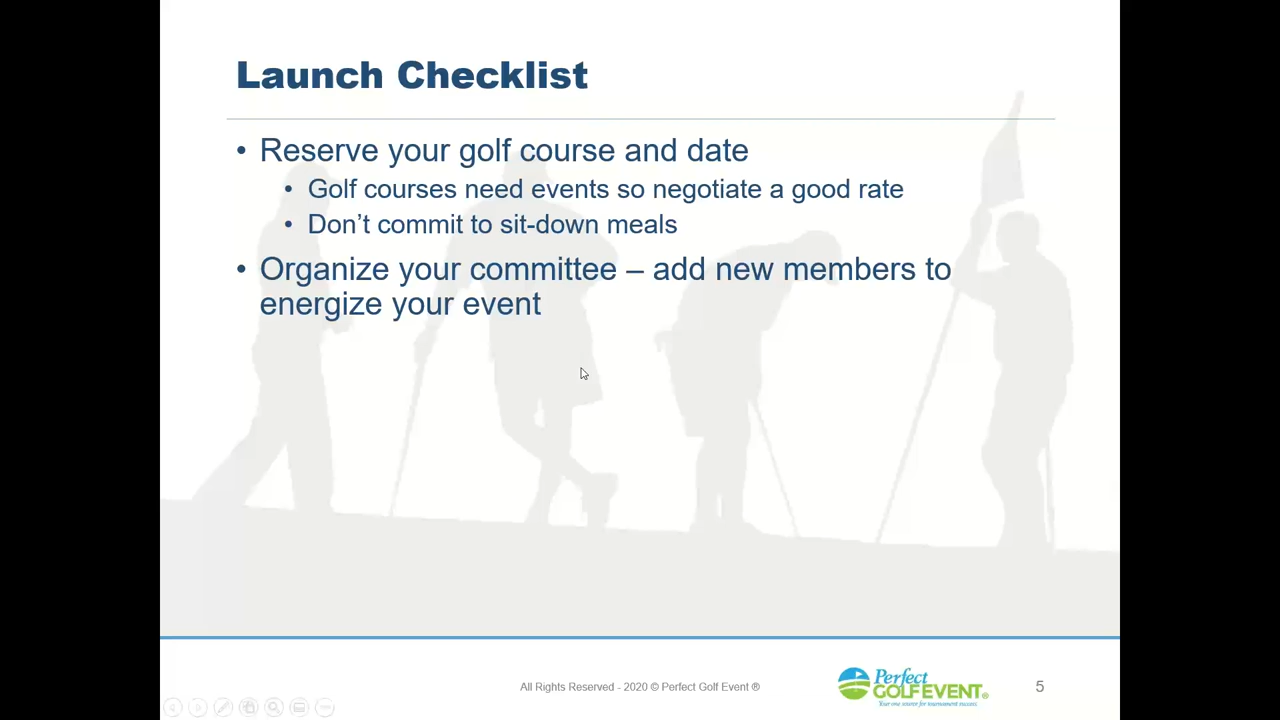 Launch Checklist
• Reserve your golf course and date
• Golf courses need events so negotiate a good rate
• Don’t commit to sit-down meals
• Organize your committee – add new members to
energize your event
All Rights Reserved - 2020 © Perfect Golf Event ®
Perfect
GOLF EVENT®
Your one source for tournament success
5